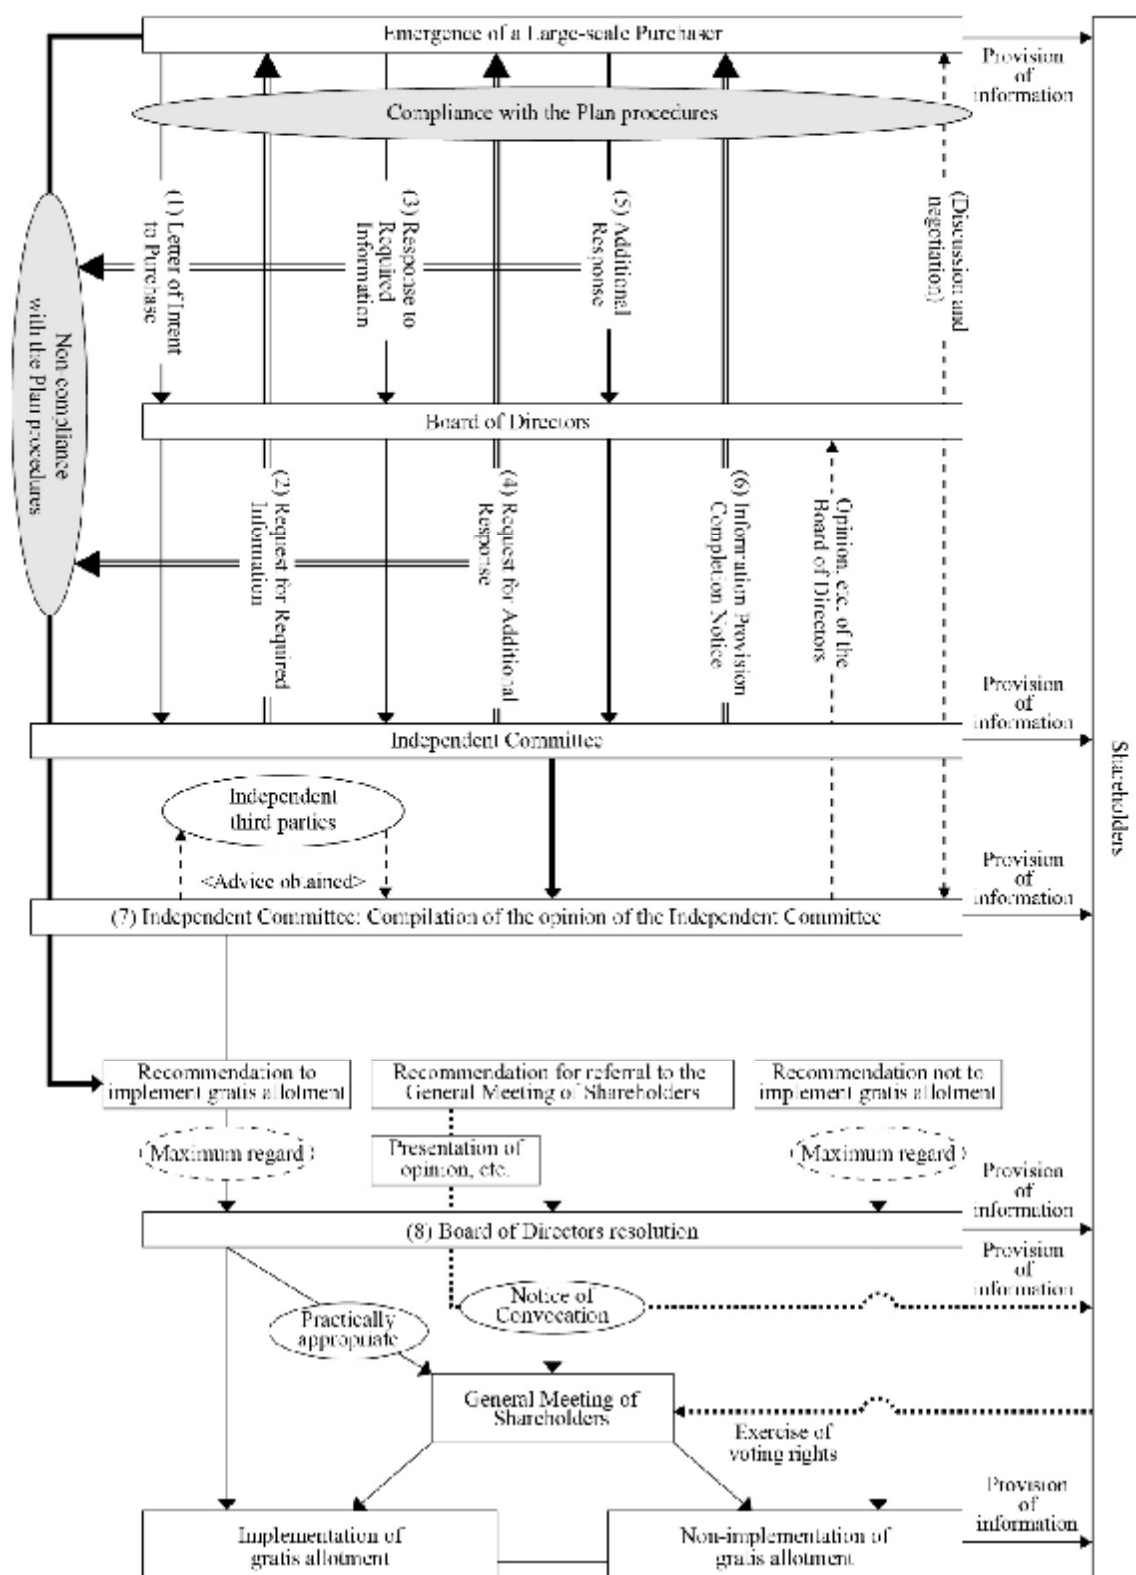 Emergence of a Large-scale Purchaser
Provision
of
information
Compliance with the Plan procedures
(1) Letter of Intent
to Purchase
(3) Response to
Required
Information
(5) Additional
Response
(Discussion and
negotiation)
Non-compliance
with the Plan procedures
Board of Directors
(2) Request for Required
Information
(4) Request for Additional
Response
(6) Information Provision
Completion Notice
Opinion, etc. of the
Board of Directors
Provision
of
information
Independent Committee
Shareholders
Independent
third parties
<Advice obtained>
Provision
of
information
(7) Independent Committee: Compilation of the opinion of the Independent Committee
Recommendation to
implement gratis allotment
Recommendation for referral to the
General Meeting of Shareholders
Recommendation not to
implement gratis allotment
Maximum regard
Presentation of
opinion, etc.
Maximum regard
Provision
of
information
(8) Board of Directors resolution
Provision
of
information
Notice of
Convocation
Practically
appropriate
General Meeting of
Shareholders
Exercise of
voting rights
Provision
of
information
Implementation of
gratis allotment
Non-implementation of
gratis allotment